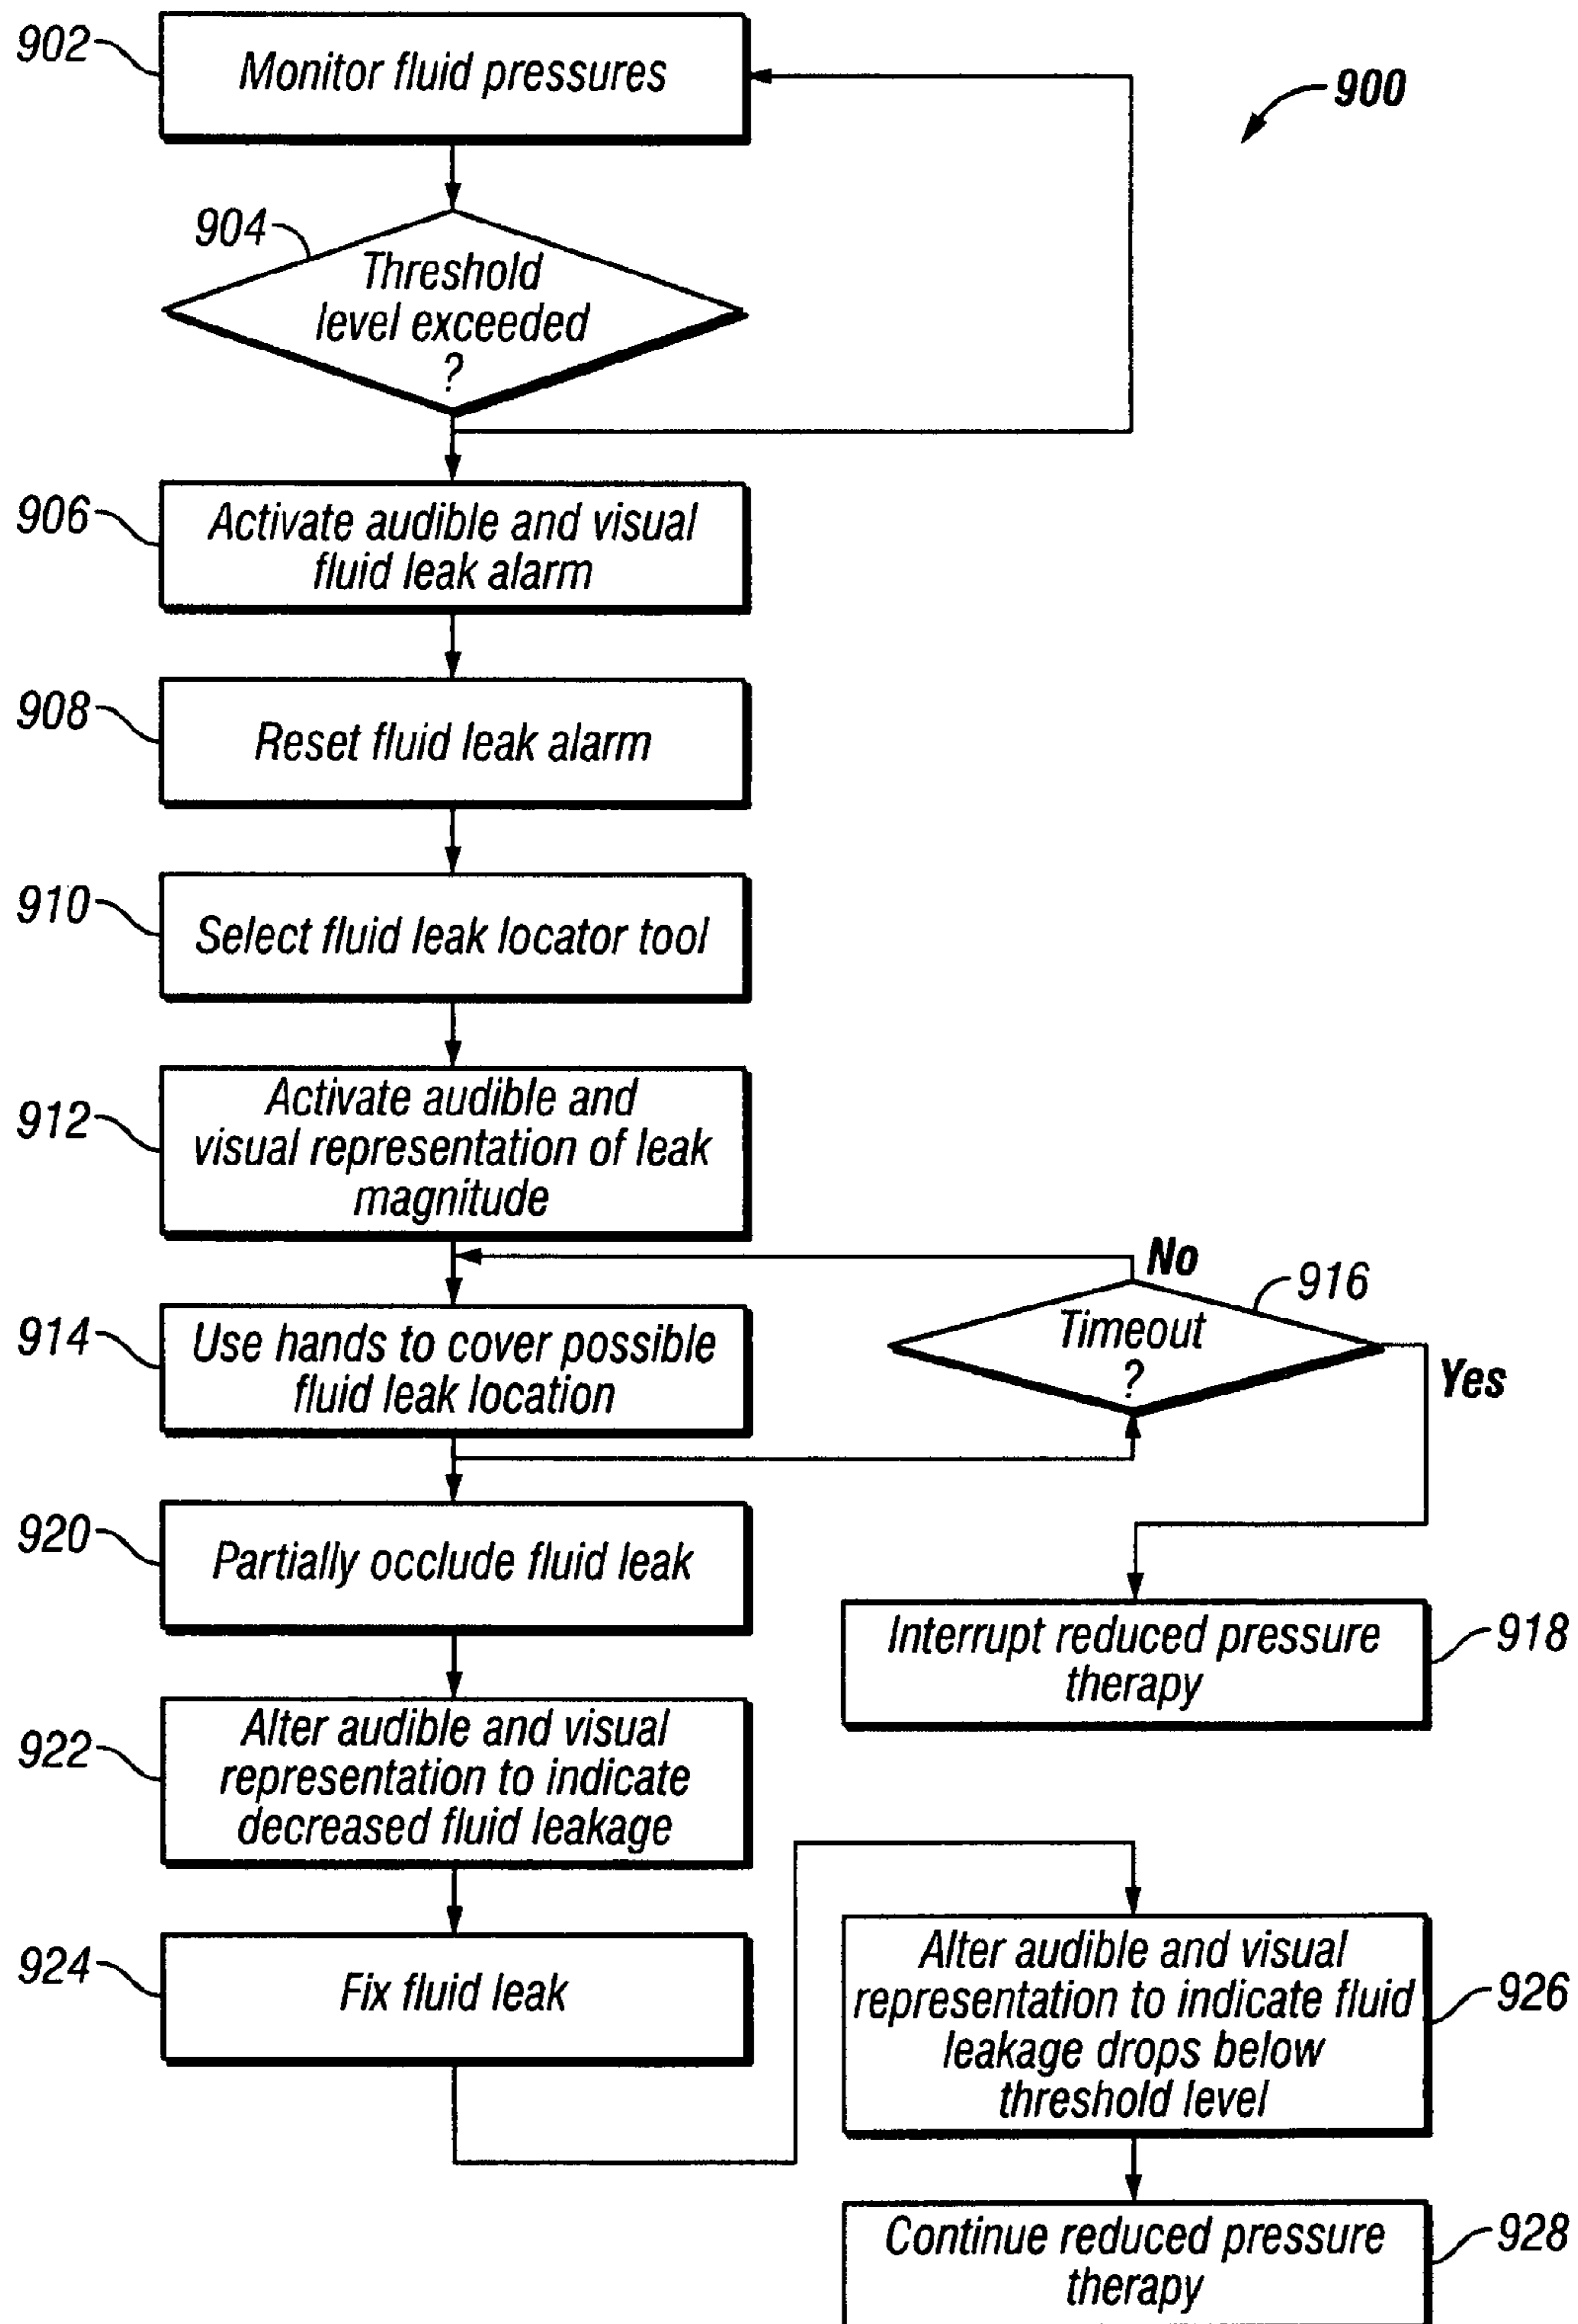 902
Monitor fluid pressures
900
904
Threshold
level exceeded
?
906
Activate audible and visual
fluid leak alarm
908
Reset fluid leak alarm
910
Select fluid leak locator tool
912
Activate audible and
visual representation of leak
magnitude
No
916
Timeout
?
Yes
914
Use hands to cover possible
fluid leak location
920
Partially occlude fluid leak
Interrupt reduced pressure
therapy
918
922
Alter audible and visual
representation to indicate
decreased fluid leakage
924
Fix fluid leak
Alter audible and visual
representation to indicate fluid
leakage drops below
threshold level
926
Continue reduced pressure
therapy
928